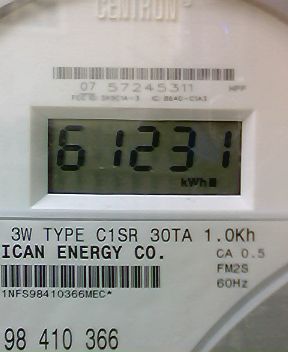 CENTRON
07 57245311
61231
kWh
3W TYPE C1SR 30TA 1.0Kh
ICAN ENERGY CO. CA 0.5
FM2S
1NFS98410366MEC* 60Hz
98 410 366